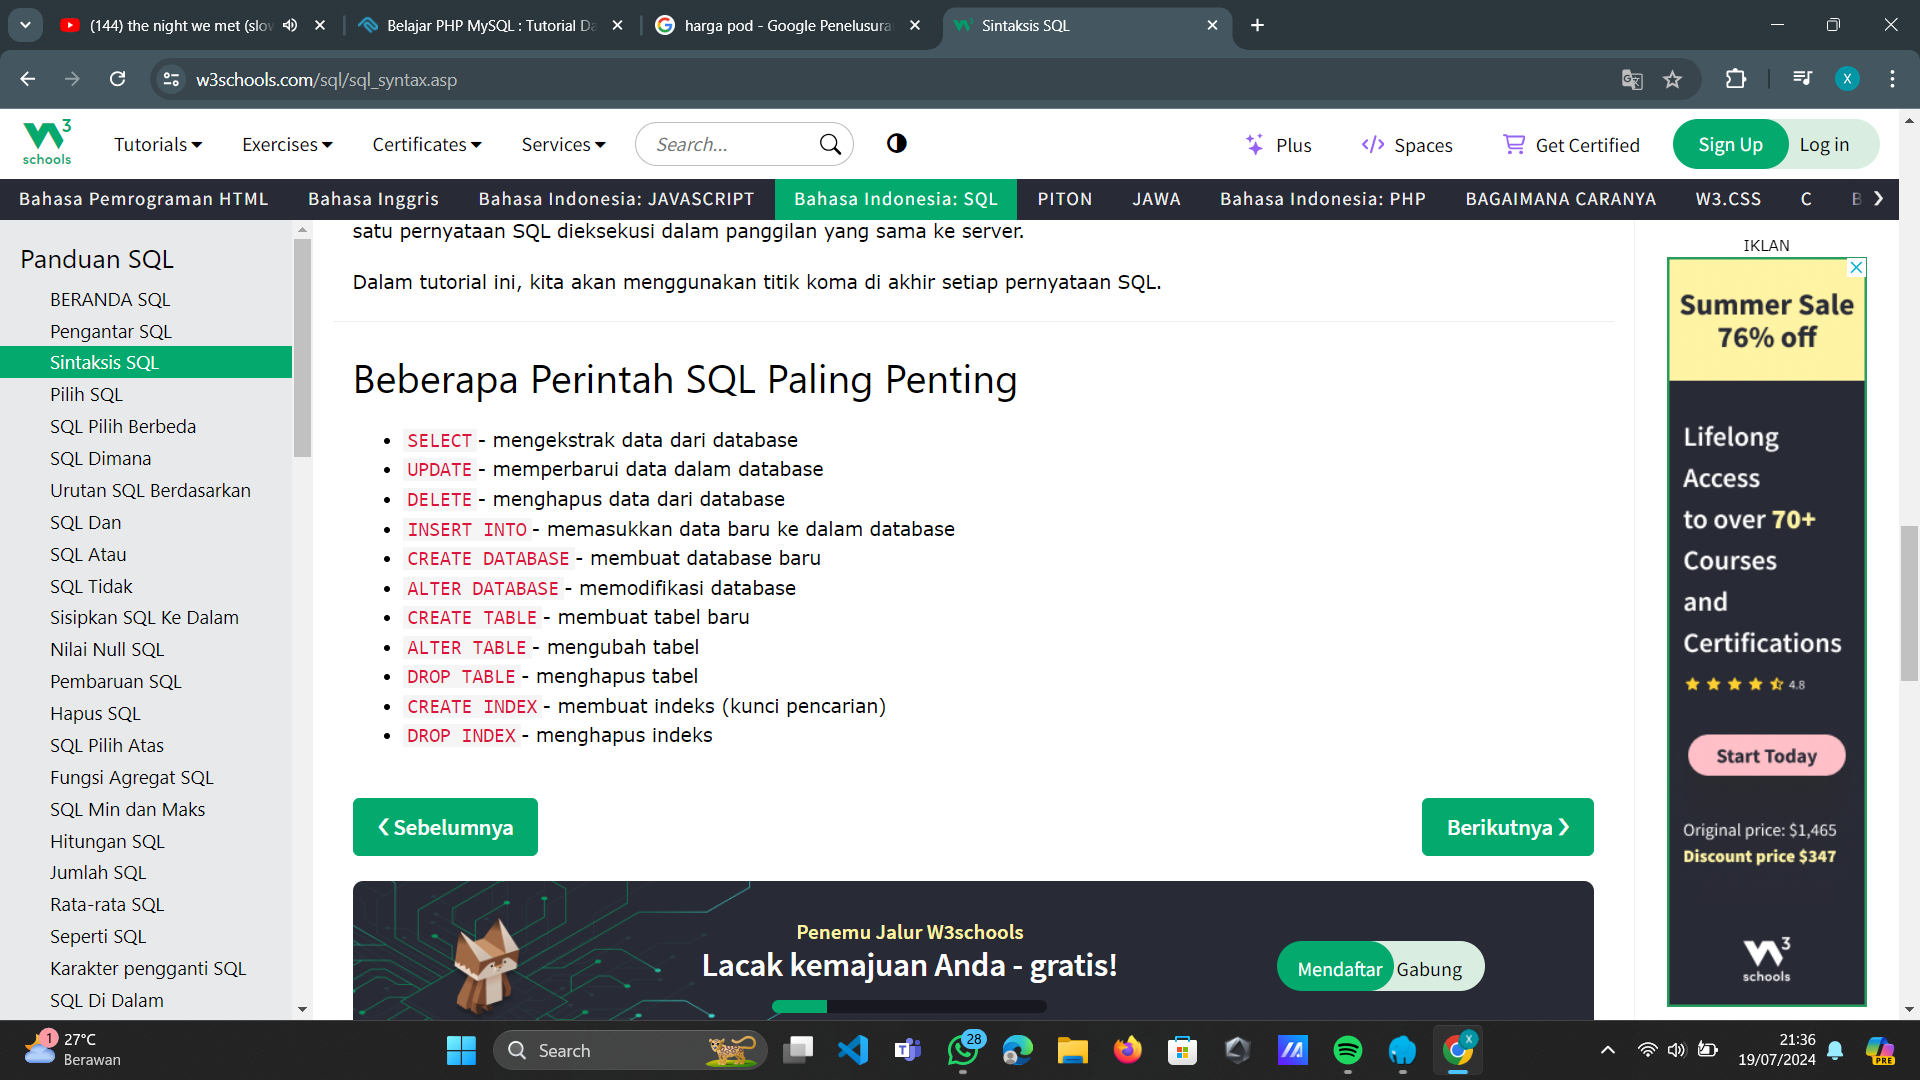 (144) the night we met (slow
Belajar PHP MySQL : Tutorial Da
harga pod - Google Penelusura
Sintaksis SQL
w3schools.com/sql/sql_syntax.asp
X
3
schools
Tutorials
Exercises
Certificates
Services
Search...
Plus
Spaces
Get Certified
Sign Up
Log in
Bahasa Pemrograman HTML
Bahasa Inggris
Bahasa Indonesia: JAVASCRIPT
Bahasa Indonesia: SQL
PITON
JAWA
Bahasa Indonesia: PHP
BAGAIMANA CARANYA
W3.CSS
C
B
Panduan SQL
BERANDA SQL
Pengantar SQL
Sintaksis SQL
Pilih SQL
SQL Pilih Berbeda
SQL Dimana
Urutan SQL Berdasarkan
SQL Dan
SQL Atau
SQL Tidak
Sisipkan SQL Ke Dalam
Nilai Null SQL
Pembaruan SQL
Hapus SQL
SQL Pilih Atas
Fungsi Agregat SQL
SQL Min dan Maks
Hitungan SQL
Jumlah SQL
Rata-rata SQL
Seperti SQL
Karakter pengganti SQL
SQL Di Dalam
satu pernyataan SQL dieksekusi dalam panggilan yang sama ke server.
Dalam tutorial ini, kita akan menggunakan titik koma di akhir setiap pernyataan SQL.
Beberapa Perintah SQL Paling Penting
• SELECT - mengekstrak data dari database
• UPDATE - memperbarui data dalam database
• DELETE - menghapus data dari database
• INSERT INTO - memasukkan data baru ke dalam database
• CREATE DATABASE - membuat database baru
• ALTER DATABASE - memodifikasi database
• CREATE TABLE - membuat tabel baru
• ALTER TABLE - mengubah tabel
• DROP TABLE - menghapus tabel
• CREATE INDEX - membuat indeks (kunci pencarian)
• DROP INDEX - menghapus indeks
❮ Sebelumnya
Berikutnya ❯
Penemu Jalur W3schools
Lacak kemajuan Anda - gratis!
Mendaftar
Gabung
IKLAN
Summer Sale
76% off
Lifelong
Access
to over 70+
Courses
and
Certifications
4.8
Start Today
Original price: $1,465
Discount price $347
3
schools
1
27°C
Berawan
Search
28
X
21:36
19/07/2024
PRE